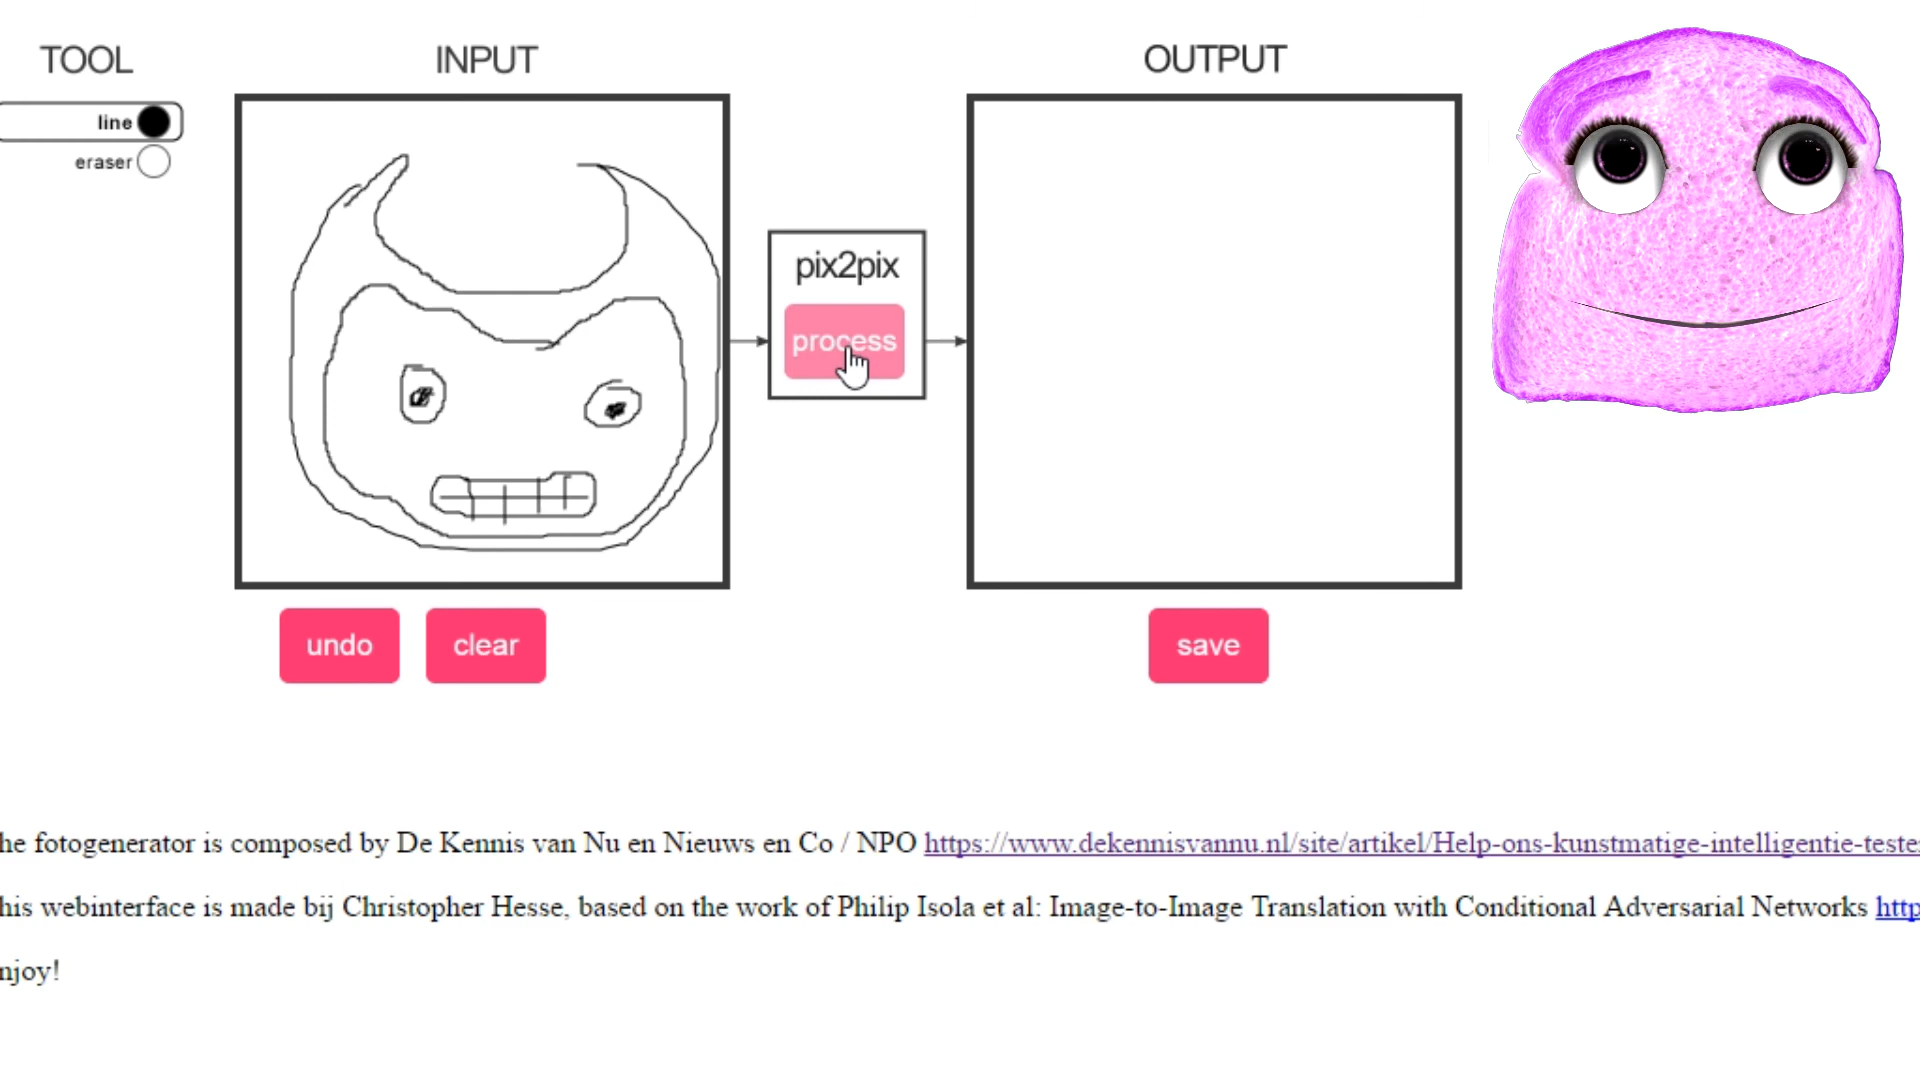 TOOL
INPUT
OUTPUT
line
eraser
pix2pix
process
undo
clear
save
he fotogenerator is composed by De Kennis van Nu en Nieuws en Co / NPO https://www.dekennisvannu.nl/site/artikel/Help-ons-kunstmatige-intelligentie-teste
his webinterface is made bij Christopher Hesse, based on the work of Philip Isola et al: Image-to-Image Translation with Conditional Adversarial Networks http
njoy!